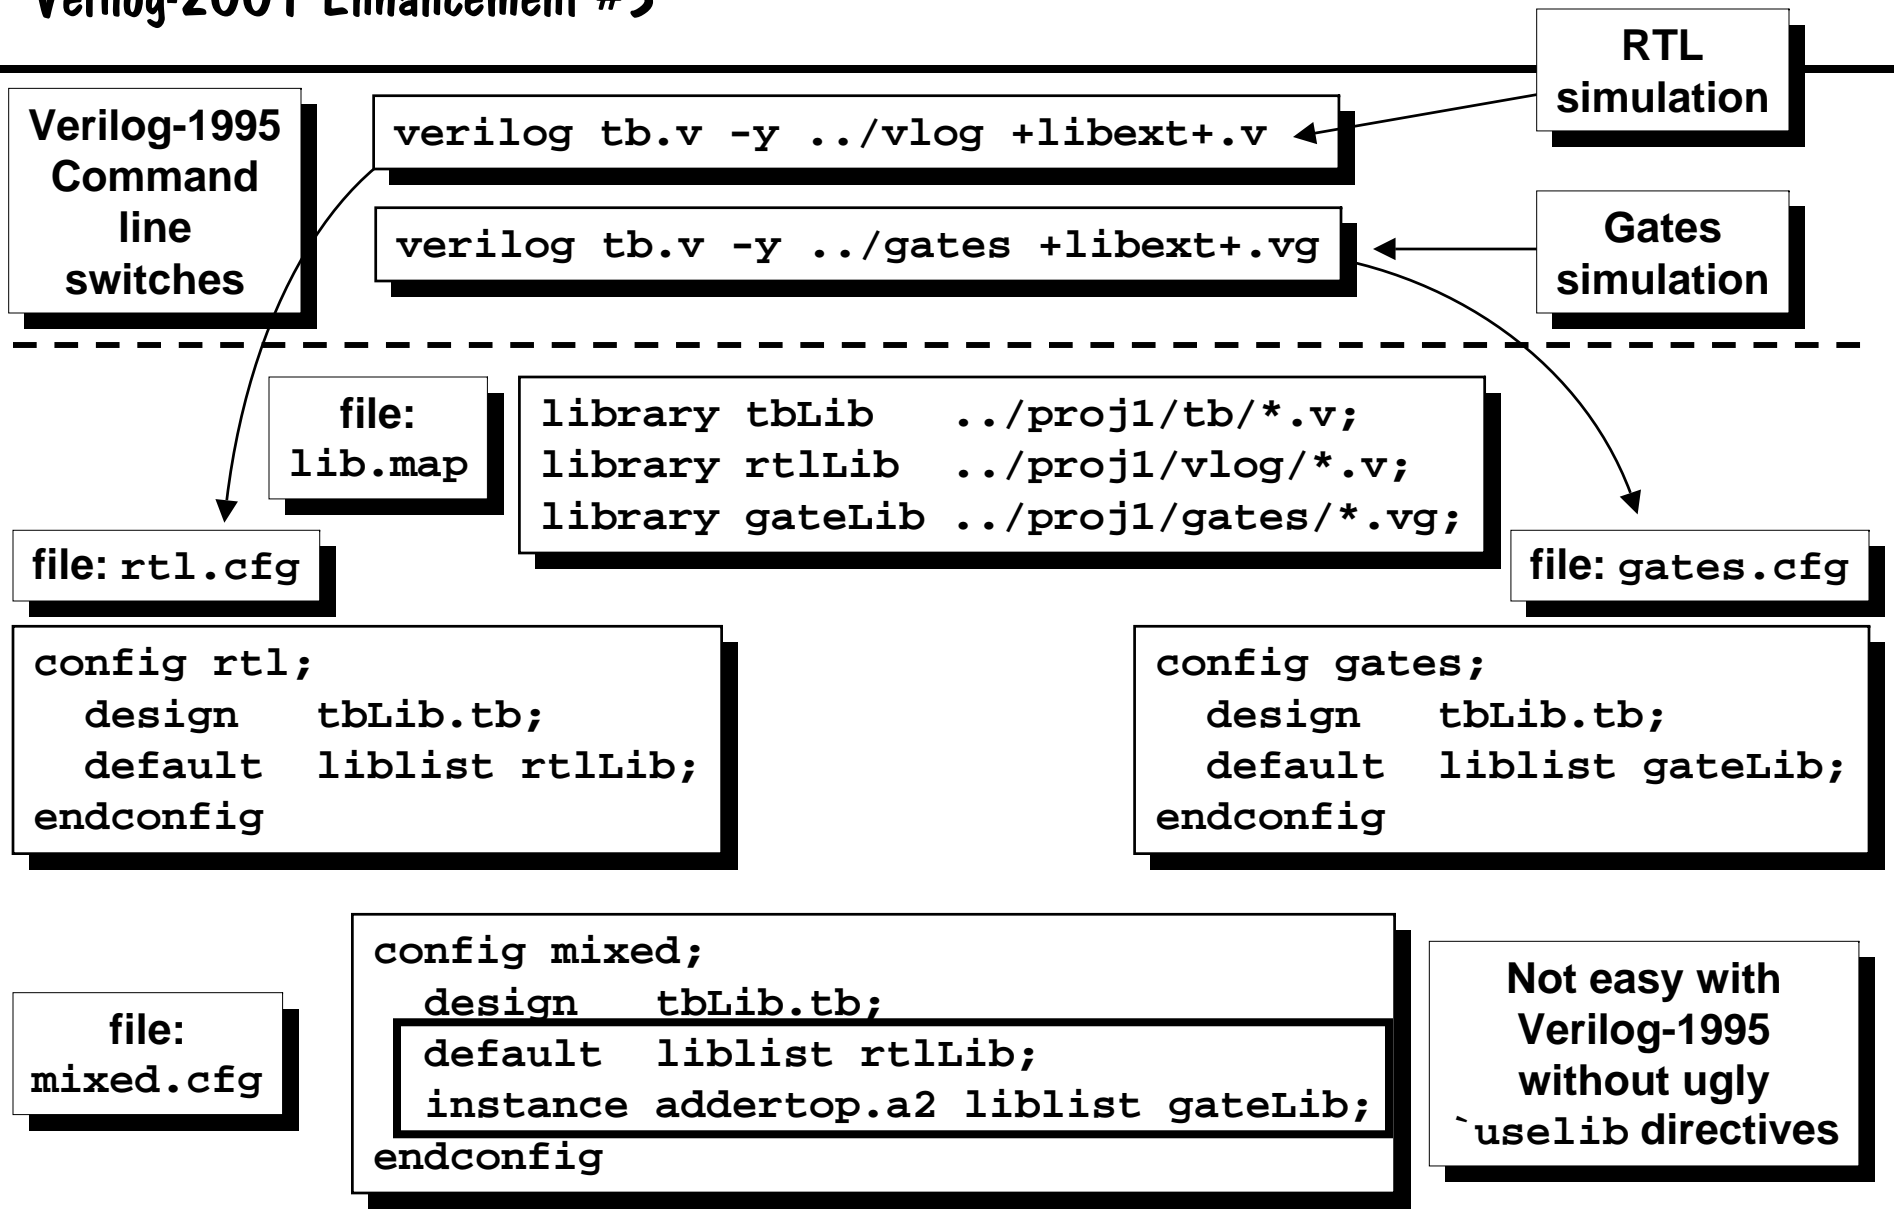 Verilog-2001 Enhancement #3
RTL
simulation
Verilog-1995
Command
line
switches
verilog tb.v -y ../vlog +libext+.v
verilog tb.v -y ../gates +libext+.vg
Gates
simulation
file:
lib.map
library tbLib   ../proj1/tb/*.v;
library rtlLib  ../proj1/vlog/*.v;
library gateLib ../proj1/gates/*.vg;
file: rtl.cfg
config rtl;
  design   tbLib.tb;
  default  liblist rtlLib;
endconfig
file: gates.cfg
config gates;
  design   tbLib.tb;
  default  liblist gateLib;
endconfig
file:
mixed.cfg
config mixed;
  design   tbLib.tb;
  default  liblist rtlLib;
  instance addertop.a2 liblist gateLib;
endconfig
Not easy with
Verilog-1995
without ugly
`uselib directives